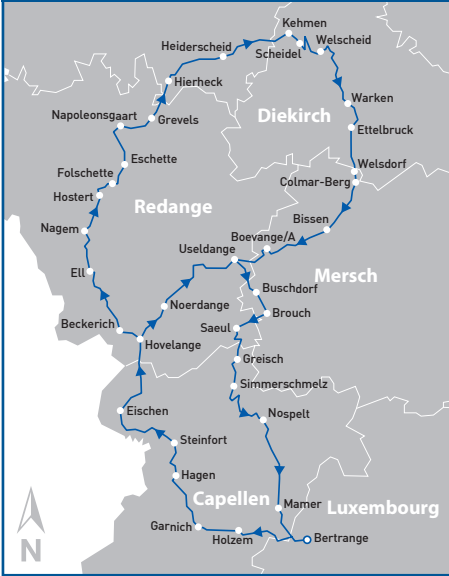 Kehmen
Heiderscheid
Welscheid
Scheidel
Hierheck
Warken
Napoleonsgaart
Grevels
Diekirch
Ettelbruck
Eschette
Welsdorf
Folschette
Colmar-Berg
Hostert
Redange
Bissen
Nagem
Boevange/A
Useldange
Mersch
Ell
Buschdorf
Noerdange
Brouch
Beckerich
Saeul
Hovelange
Greisch
Simmerschmelz
Eischen
Nospelt
Steinfort
Hagen
Capellen
Mamer
Luxembourg
Garnich
Holzem
Bertrange
N